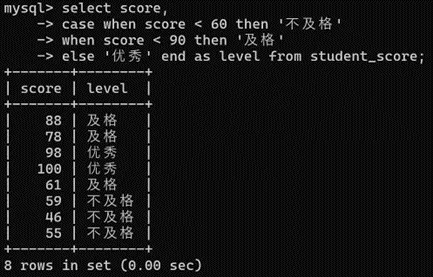 mysql> select score,
    -> case when score < 60 then '不及格'
    -> when score < 90 then '及格'
    -> else '优秀' end as level from student_score;
+-------+--------+
| score | level  |
+-------+--------+
|    88 | 及格   |
|    78 | 及格   |
|    98 | 优秀   |
|   100 | 优秀   |
|    61 | 及格   |
|    59 | 不及格 |
|    46 | 不及格 |
|    55 | 不及格 |
+-------+--------+
8 rows in set (0.00 sec)